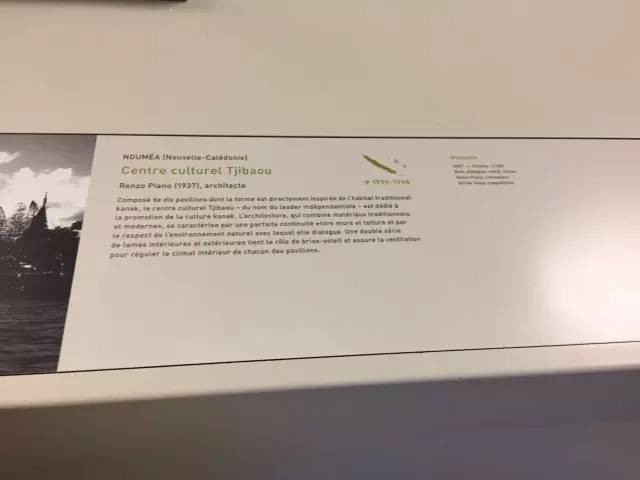 NOUMÉA (Nouvelle-Calédonie)
Centre culturel Tjibaou
Renzo Piano (1937), architecte
Composé de dix pavillons dont la forme est directement inspirée de l'habitat traditionnel
kanak, le centre culturel Tjibaou – du nom du leader indépendantiste – est dédié à
la promotion de la culture kanak. L'architecture, qui combine matériaux traditionnels
et modernes, se caractérise par une parfaite continuité entre murs et toiture et par
le respect de l'environnement naturel avec lequel elle dialogue. Une double série
de lames intérieures et extérieures tient le rôle de brise-soleil et assure la ventilation
pour réguler le climat intérieur de chacun des pavillons.
→ 1990-1998
Renzo Piano, concepteur